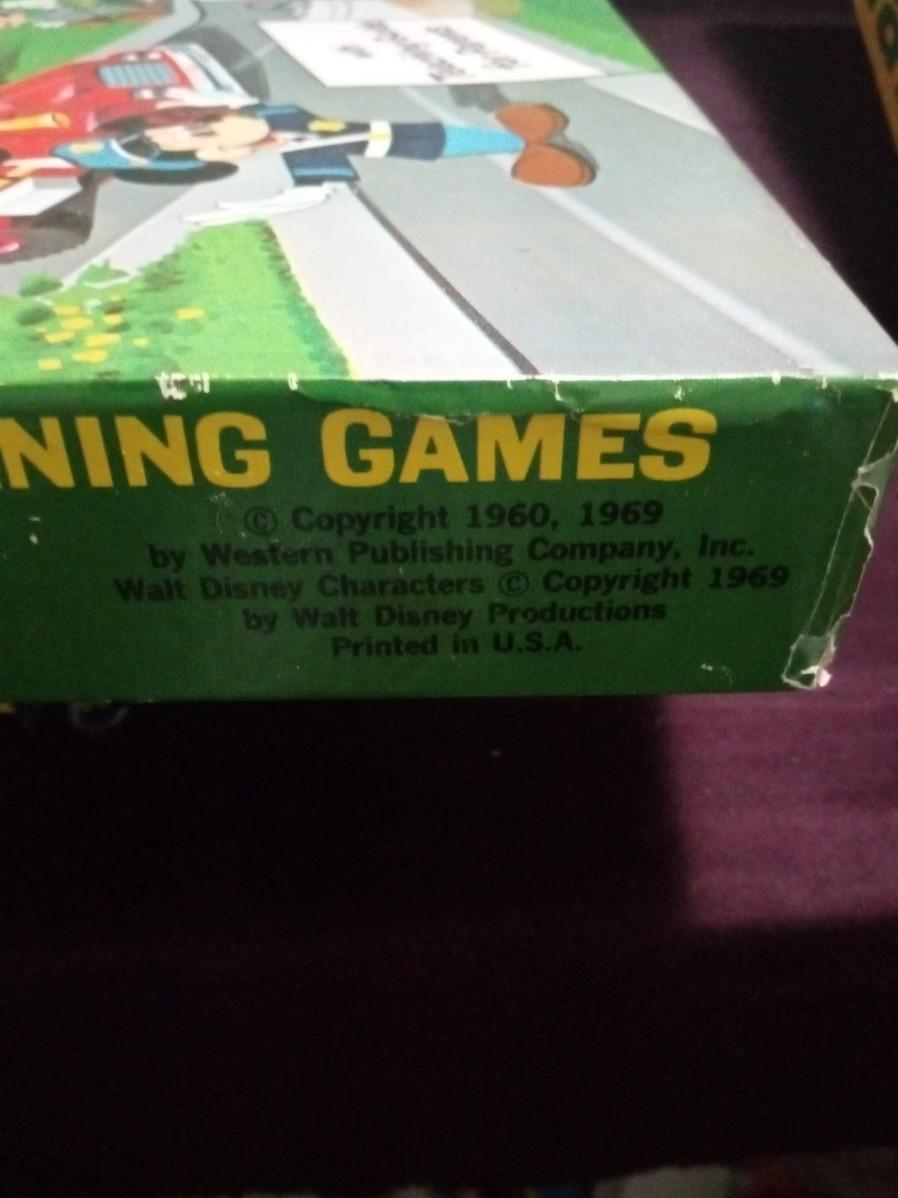 NING GAMES
© Copyright 1960, 1969
by Western Publishing Company, Inc.
Walt Disney Characters © Copyright 1969
by Walt Disney Productions
Printed in U.S.A.